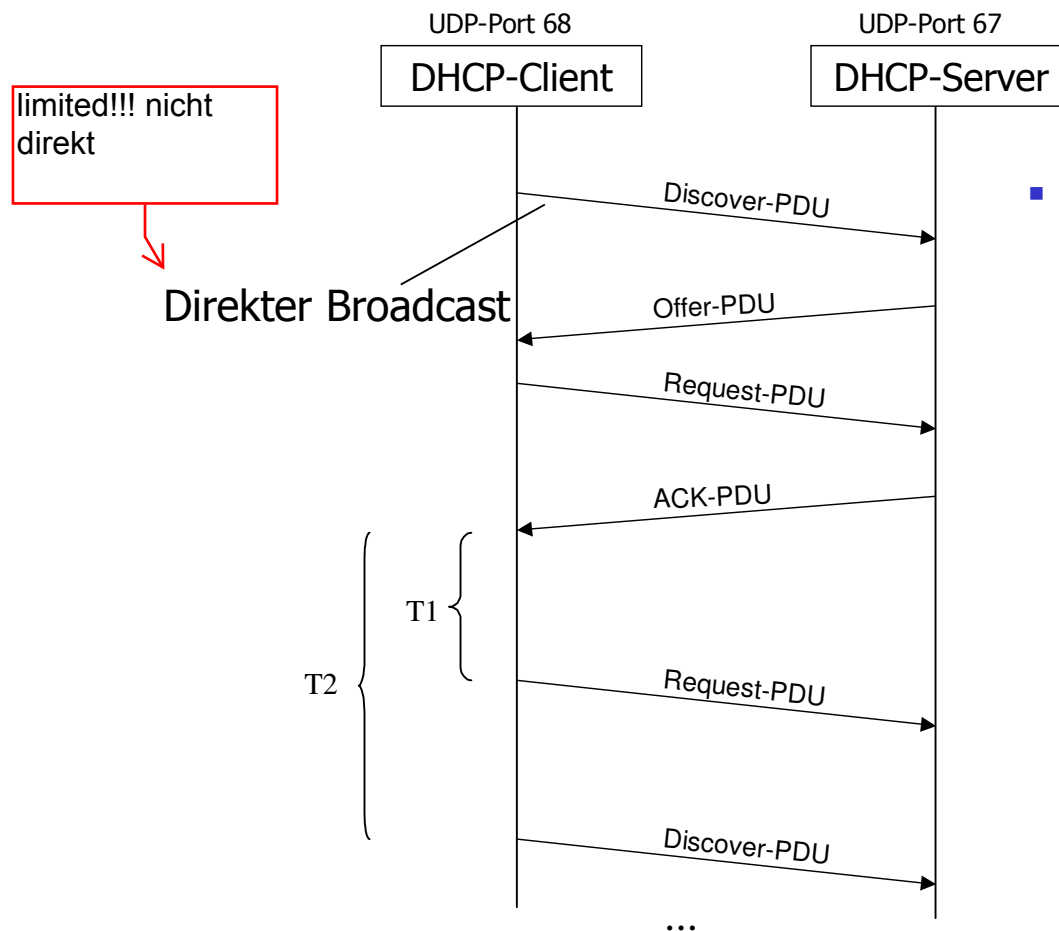 UDP-Port 68
UDP-Port 67
DHCP-Client
DHCP-Server
limited!!! nicht
direkt
Discover-PDU
Direkter Broadcast
Offer-PDU
Request-PDU
ACK-PDU
T1
T2
Request-PDU
Discover-PDU
...